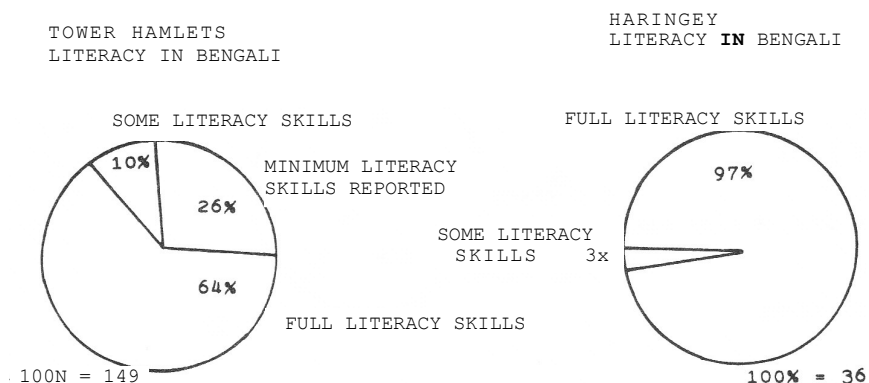 TOWER HAMLETS
LITERACY IN BENGALI
SOME LITERACY SKILLS
10%
MINIMUM LITERACY
SKILLS REPORTED
26%
64%
FULL LITERACY SKILLS
100N = 149
HARINGEY
LITERACY IN BENGALI
FULL LITERACY SKILLS
97%
SOME LITERACY
SKILLS 3x
100% = 36